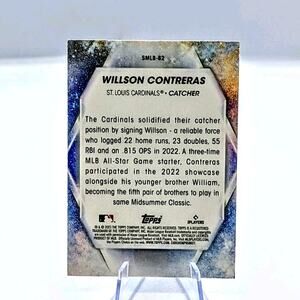 SMLB-82
WILLSON CONTRERAS
ST. LOUIS CARDINALS® • CATCHER
The Cardinals solidified their catcher
position by signing Willson - a reliable force
who logged 22 home runs, 23 doubles, 55
RBI and an .815 OPS in 2022. A three-time
MLB All-Star Game starter, Contreras
participated in the 2022 showcase
alongside his younger brother William,
becoming the fifth pair of brothers to play in
the same Midsummer Classic.
Topps
PLAYERS